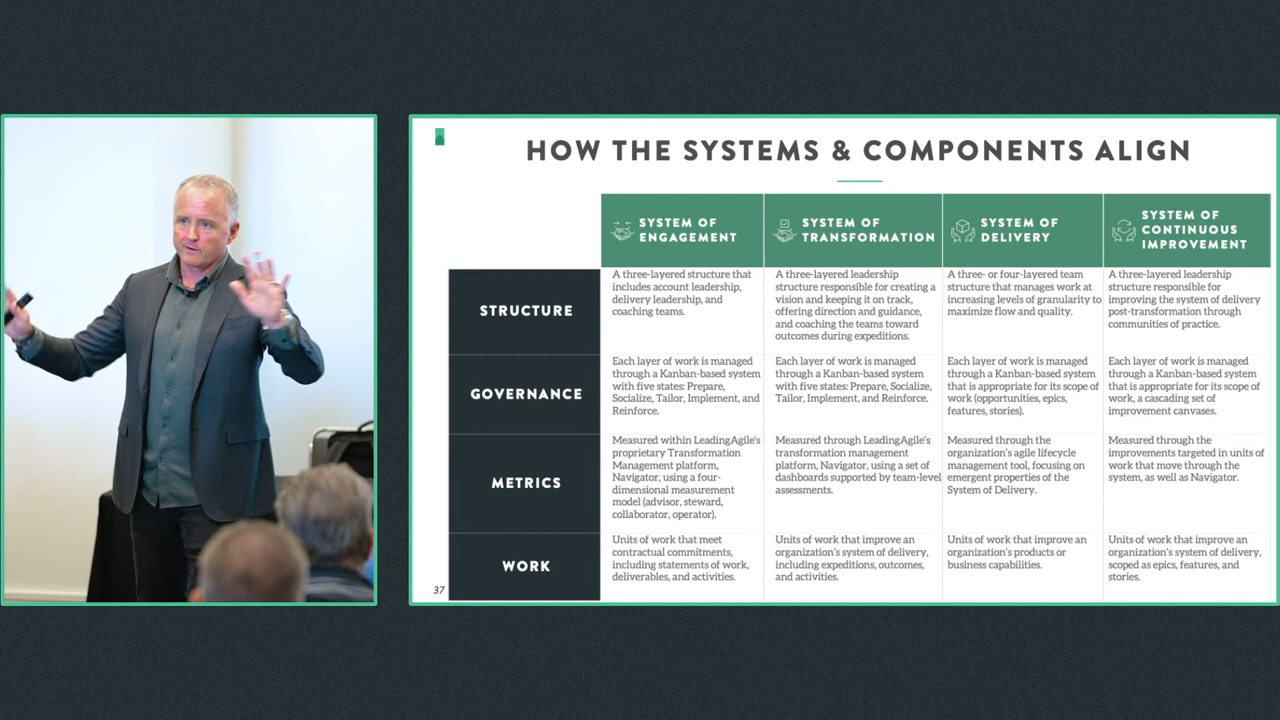 HOW THE SYSTEMS & COMPONENTS ALIGN
SYSTEM OF
ENGAGEMENT
SYSTEM OF
TRANSFORMATION
SYSTEM OF
DELIVERY
SYSTEM OF
CONTINUOUS
IMPROVEMENT
STRUCTURE
A three-layered structure that
includes account leadership,
delivery leadership, and
coaching teams.
A three-layered leadership
structure responsible for creating a
vision and keeping it on track,
offering direction and guidance,
and coaching the teams toward
outcomes during expeditions.
A three- or four-layered team
structure that manages work at
increasing levels of granularity to
maximize flow and quality.
A three-layered leadership
structure responsible for
improving the system of delivery
post-transformation through
communities of practice.
GOVERNANCE
Each layer of work is managed
through a Kanban-based system
with five states: Prepare,
Socialize, Tailor, Implement, and
Reinforce.
Each layer of work is managed
through a Kanban-based system
with five states: Prepare, Socialize,
Tailor, Implement, and Reinforce.
Each layer of work is managed
through a Kanban-based system
that is appropriate for its scope of
work (opportunities, epics,
features, stories).
Each layer of work is managed
through a Kanban-based system
that is appropriate for its scope of
work, a cascading set of
improvement canvases.
METRICS
Measured within LeadingAgile's
proprietary Transformation
Management platform,
Navigator, using a four-
dimensional measurement
model (advisor, steward,
collaborator, operator).
Measured through LeadingAgile's
transformation management
platform, Navigator, using a set of
dashboards supported by team-level
assessments.
Measured through the
organization's agile lifecycle
management tool, focusing on
emergent properties of the
System of Delivery.
Measured through the
improvements targeted in units of
work that move through the
system, as well as Navigator.
WORK
Units of work that meet
contractual commitments,
including statements of work,
deliverables, and activities.
Units of work that improve an
organization's system of delivery,
including expeditions, outcomes,
and activities.
Units of work that improve an
organization's products or
business capabilities.
Units of work that improve an
organization's system of delivery,
scoped as epics, features, and
stories.
37